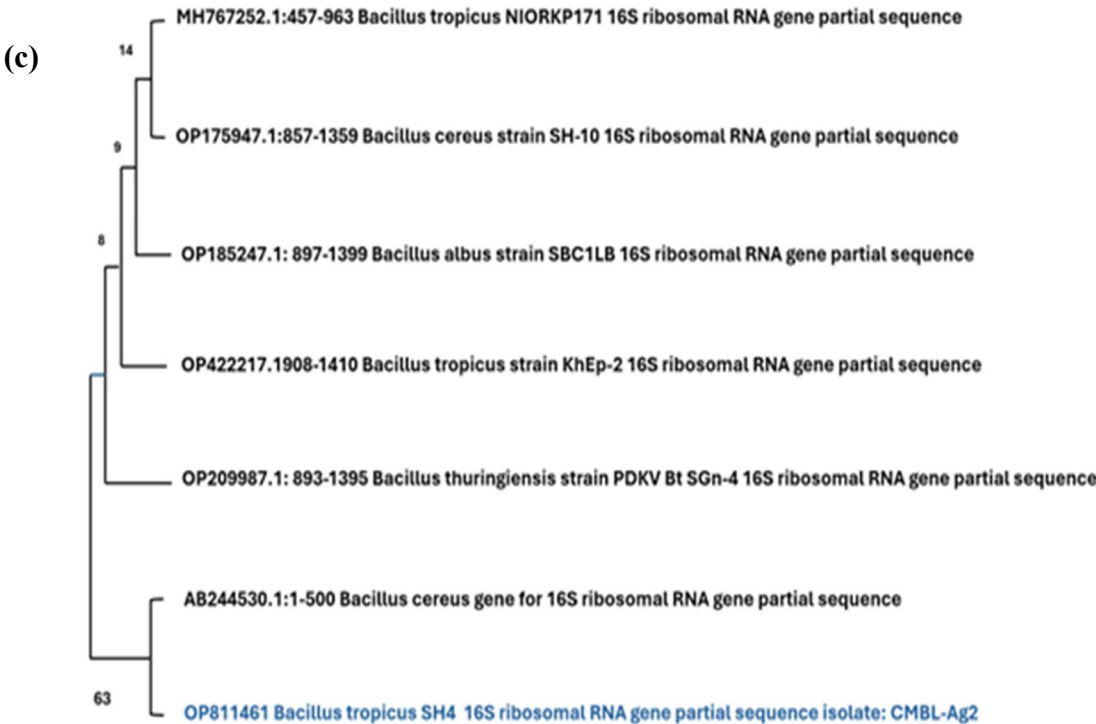 MH767252.1:457-963 Bacillus tropicus NIORKP171 16S ribosomal RNA gene partial sequence
14
(c)
OP175947.1:857-1359 Bacillus cereus strain SH-10 16S ribosomal RNA gene partial sequence
9
8
OP185247.1: 897-1399 Bacillus albus strain SBC1LB 16S ribosomal RNA gene partial sequence
OP422217.1908-1410 Bacillus tropicus strain KhEp-2 16S ribosomal RNA gene partial sequence
OP209987.1: 893-1395 Bacillus thuringiensis strain PDKV Bt SGn-4 16S ribosomal RNA gene partial sequence
AB244530.1:1-500 Bacillus cereus gene for 16S ribosomal RNA gene partial sequence
63
OP811461 Bacillus tropicus SH4 16S ribosomal RNA gene partial sequence isolate: CMBL-Ag2